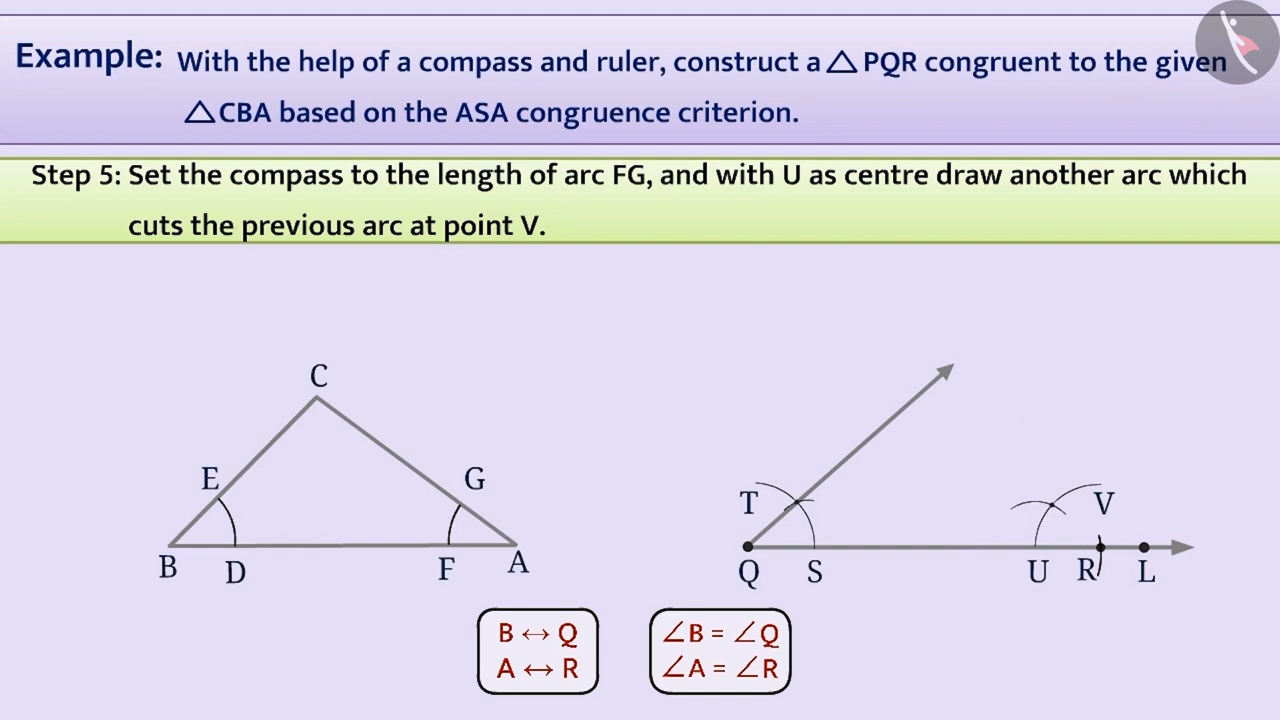 Example: With the help of a compass and ruler, construct a △ PQR congruent to the given
△CBA based on the ASA congruence criterion.
Step 5: Set the compass to the length of arc FG, and with U as centre draw another arc which
cuts the previous arc at point V.
C
E G T V
B D F A Q S U R L
B ↔ Q
A ↔ R
∠B = ∠Q
∠A = ∠R